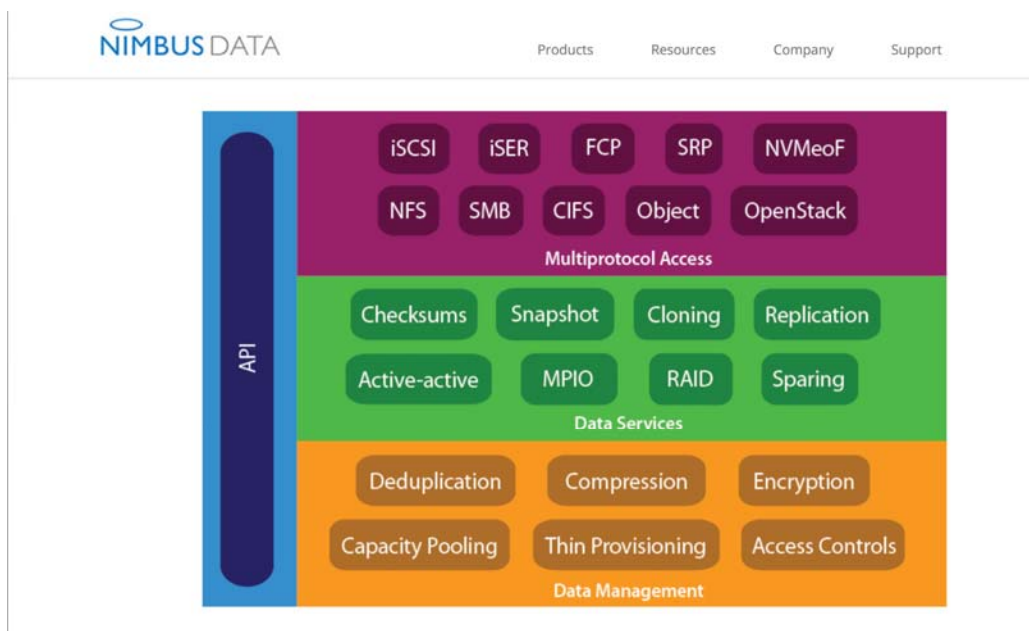 NIMBUS DATA
Products Resources Company Support
API
iSCSI iSER FCP SRP NVMeoF
NFS SMB CIFS Object OpenStack
Multiprotocol Access
Checksums Snapshot Cloning Replication
Active-active MPIO RAID Sparing
Data Services
Deduplication Compression Encryption
Capacity Pooling Thin Provisioning Access Controls
Data Management